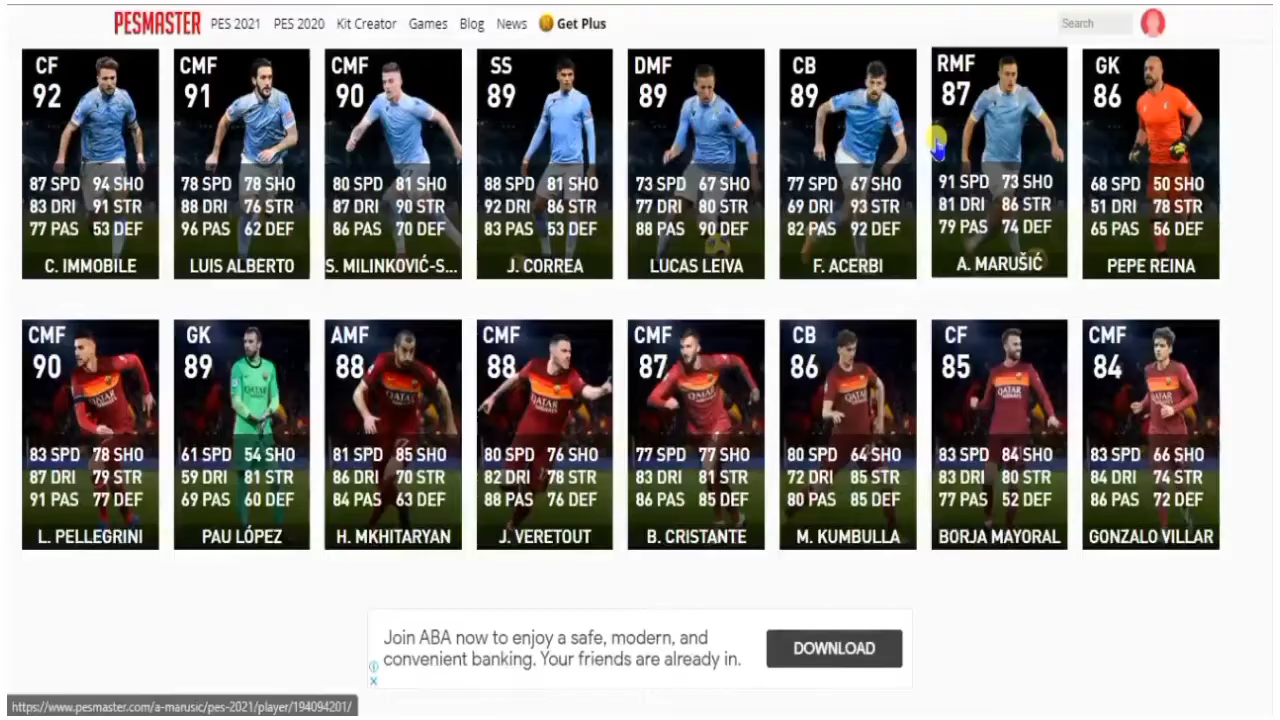 PESMASTER PES 2021 PES 2020 Kit Creator Games Blog News Get Plus Search
CF
92
87 SPD 94 SHO
83 DRI 91 STR
77 PAS 53 DEF
C. IMMOBILE
CMF
91
78 SPD 78 SHO
88 DRI 76 STR
96 PAS 62 DEF
LUIS ALBERTO
CMF
90
80 SPD 81 SHO
87 DRI 90 STR
86 PAS 70 DEF
S. MILINKOVIĆ-S...
SS
89
88 SPD 81 SHO
92 DRI 86 STR
83 PAS 53 DEF
J. CORREA
DMF
89
73 SPD 67 SHO
77 DRI 80 STR
88 PAS 90 DEF
LUCAS LEIVA
CB
89
77 SPD 67 SHO
69 DRI 93 STR
82 PAS 92 DEF
F. ACERBI
RMF
87
91 SPD 73 SHO
81 DRI 86 STR
79 PAS 74 DEF
A. MARUŠIĆ
GK
86
68 SPD 50 SHO
51 DRI 78 STR
65 PAS 56 DEF
PEPE REINA
CMF
90
83 SPD 78 SHO
87 DRI 79 STR
91 PAS 77 DEF
L. PELLEGRINI
GK
89
61 SPD 54 SHO
59 DRI 81 STR
69 PAS 60 DEF
PAU LÓPEZ
AMF
88
QATAR
81 SPD 85 SHO
86 DRI 70 STR
84 PAS 63 DEF
H. MKHITARYAN
CMF
88
QATAR
80 SPD 76 SHO
82 DRI 78 STR
88 PAS 76 DEF
J. VERETOUT
CMF
87
QATAR
77 SPD 77 SHO
83 DRI 81 STR
86 PAS 85 DEF
B. CRISTANTE
CB
86
QATAR
80 SPD 64 SHO
72 DRI 85 STR
80 PAS 85 DEF
M. KUMBULLA
CF
85
QATAR
83 SPD 84 SHO
83 DRI 80 STR
77 PAS 52 DEF
BORJA MAYORAL
CMF
84
QATAR
83 SPD 66 SHO
84 DRI 74 STR
86 PAS 72 DEF
GONZALO VILLAR
Join ABA now to enjoy a safe, modern, and
convenient banking. Your friends are already in.
DOWNLOAD
https://www.pesmaster.com/a-marusic/pes-2021/player/194094201/